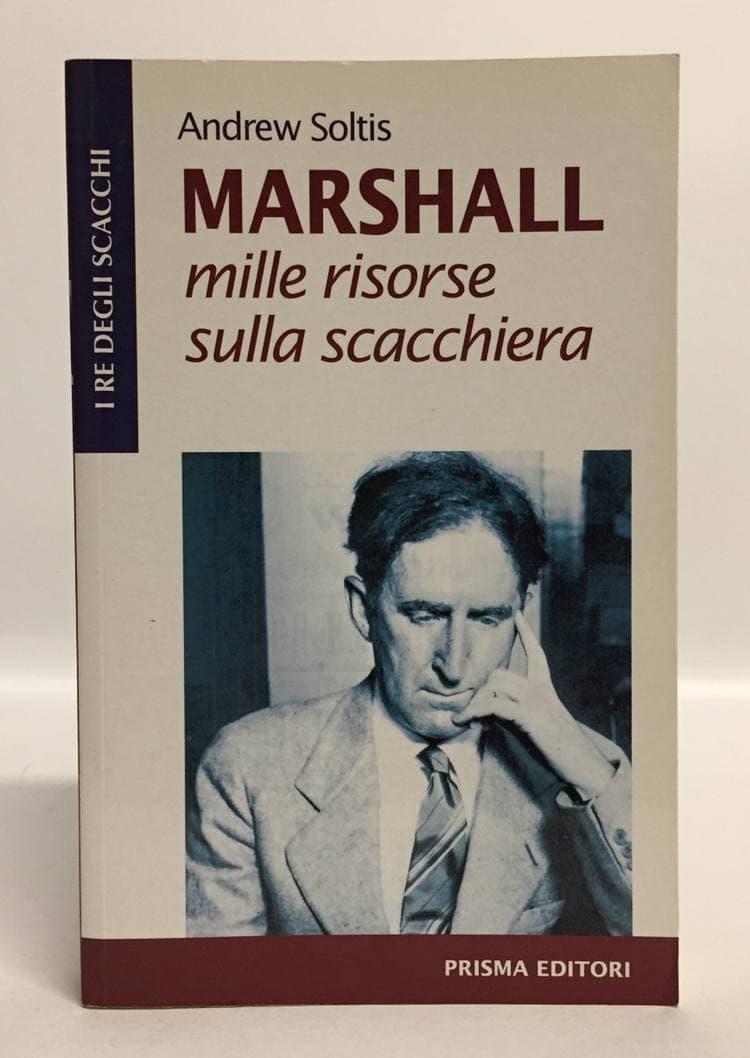 Andrew Soltis
MARSHALL
mille risorse
sulla scacchiera
I RE DEGLI SCACCHI
PRISMA EDITORI